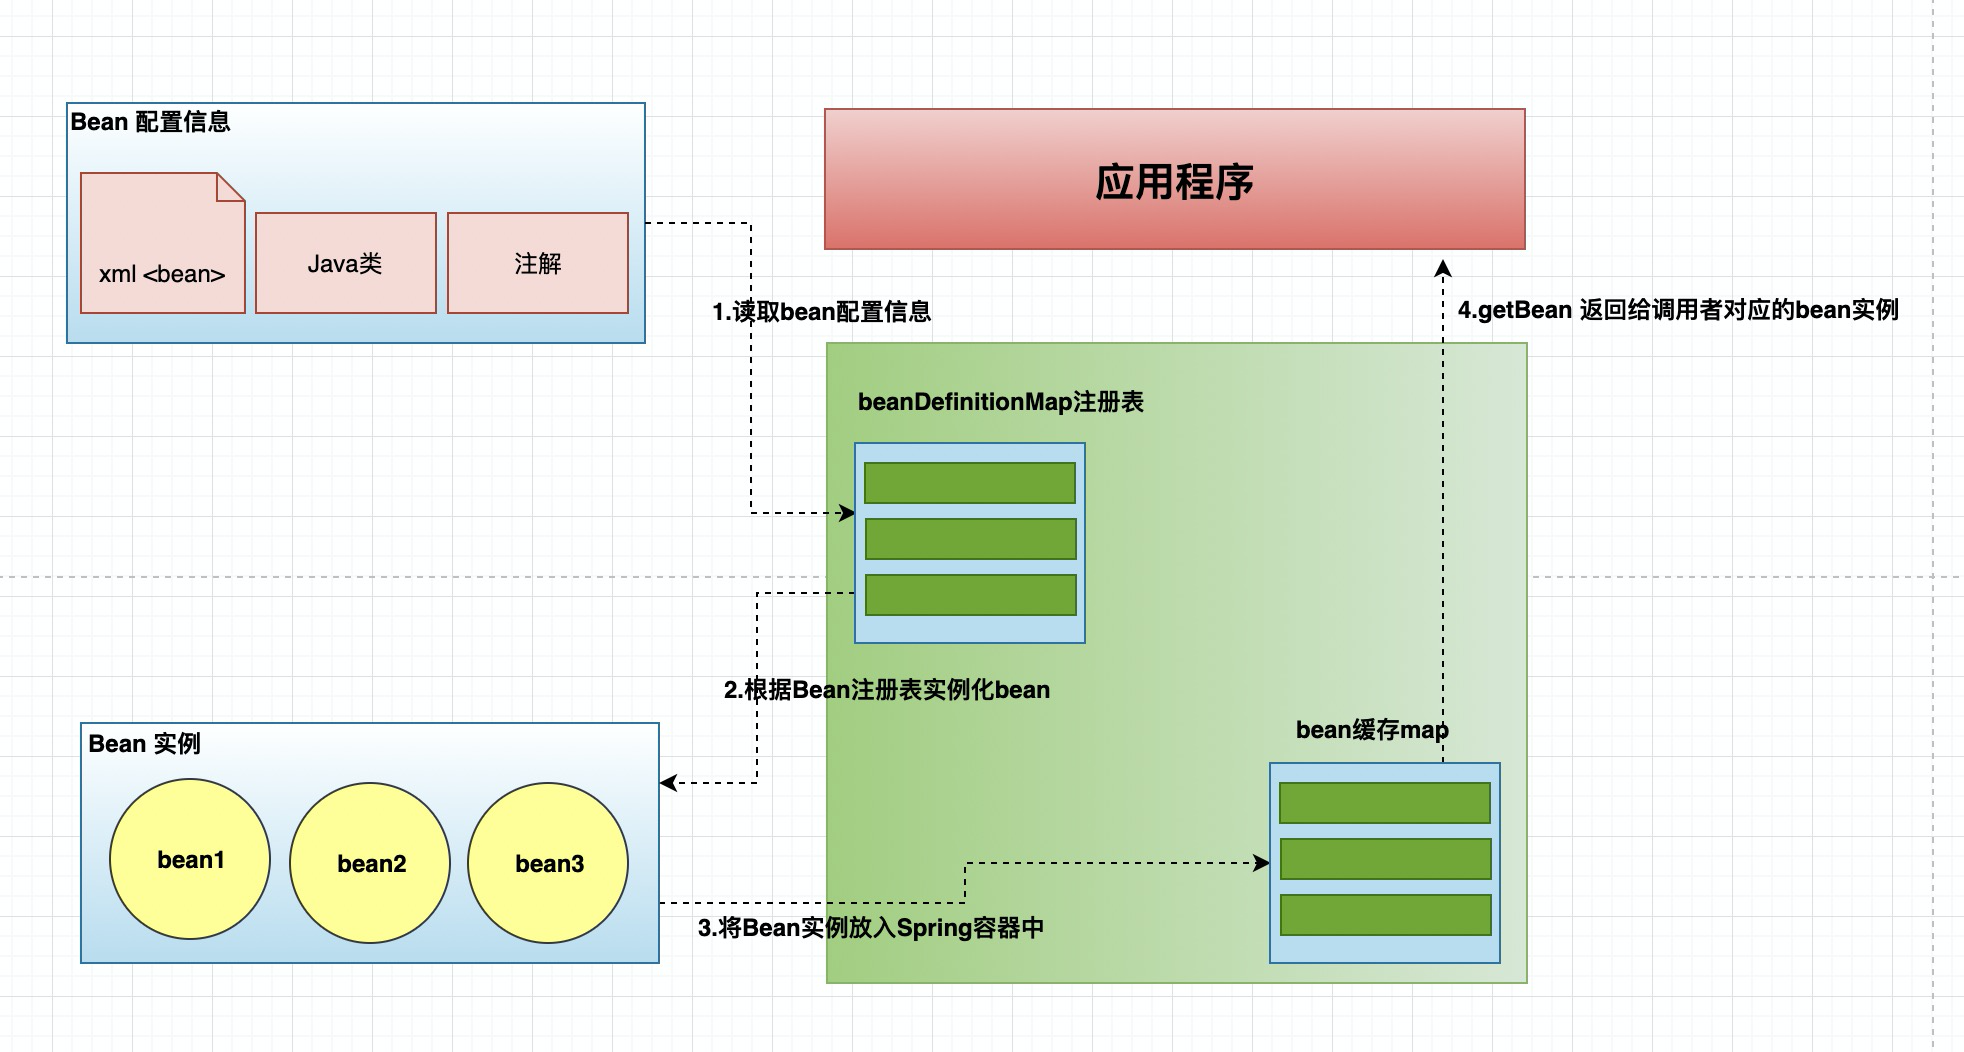 Bean 配置信息
xml <bean>
Java类
注解
应用程序
1.读取bean配置信息
4.getBean 返回给调用者对应的bean实例
beanDefinitionMap注册表
2.根据Bean注册表实例化bean
Bean 实例
bean1
bean2
bean3
bean缓存map
3.将Bean实例放入Spring容器中